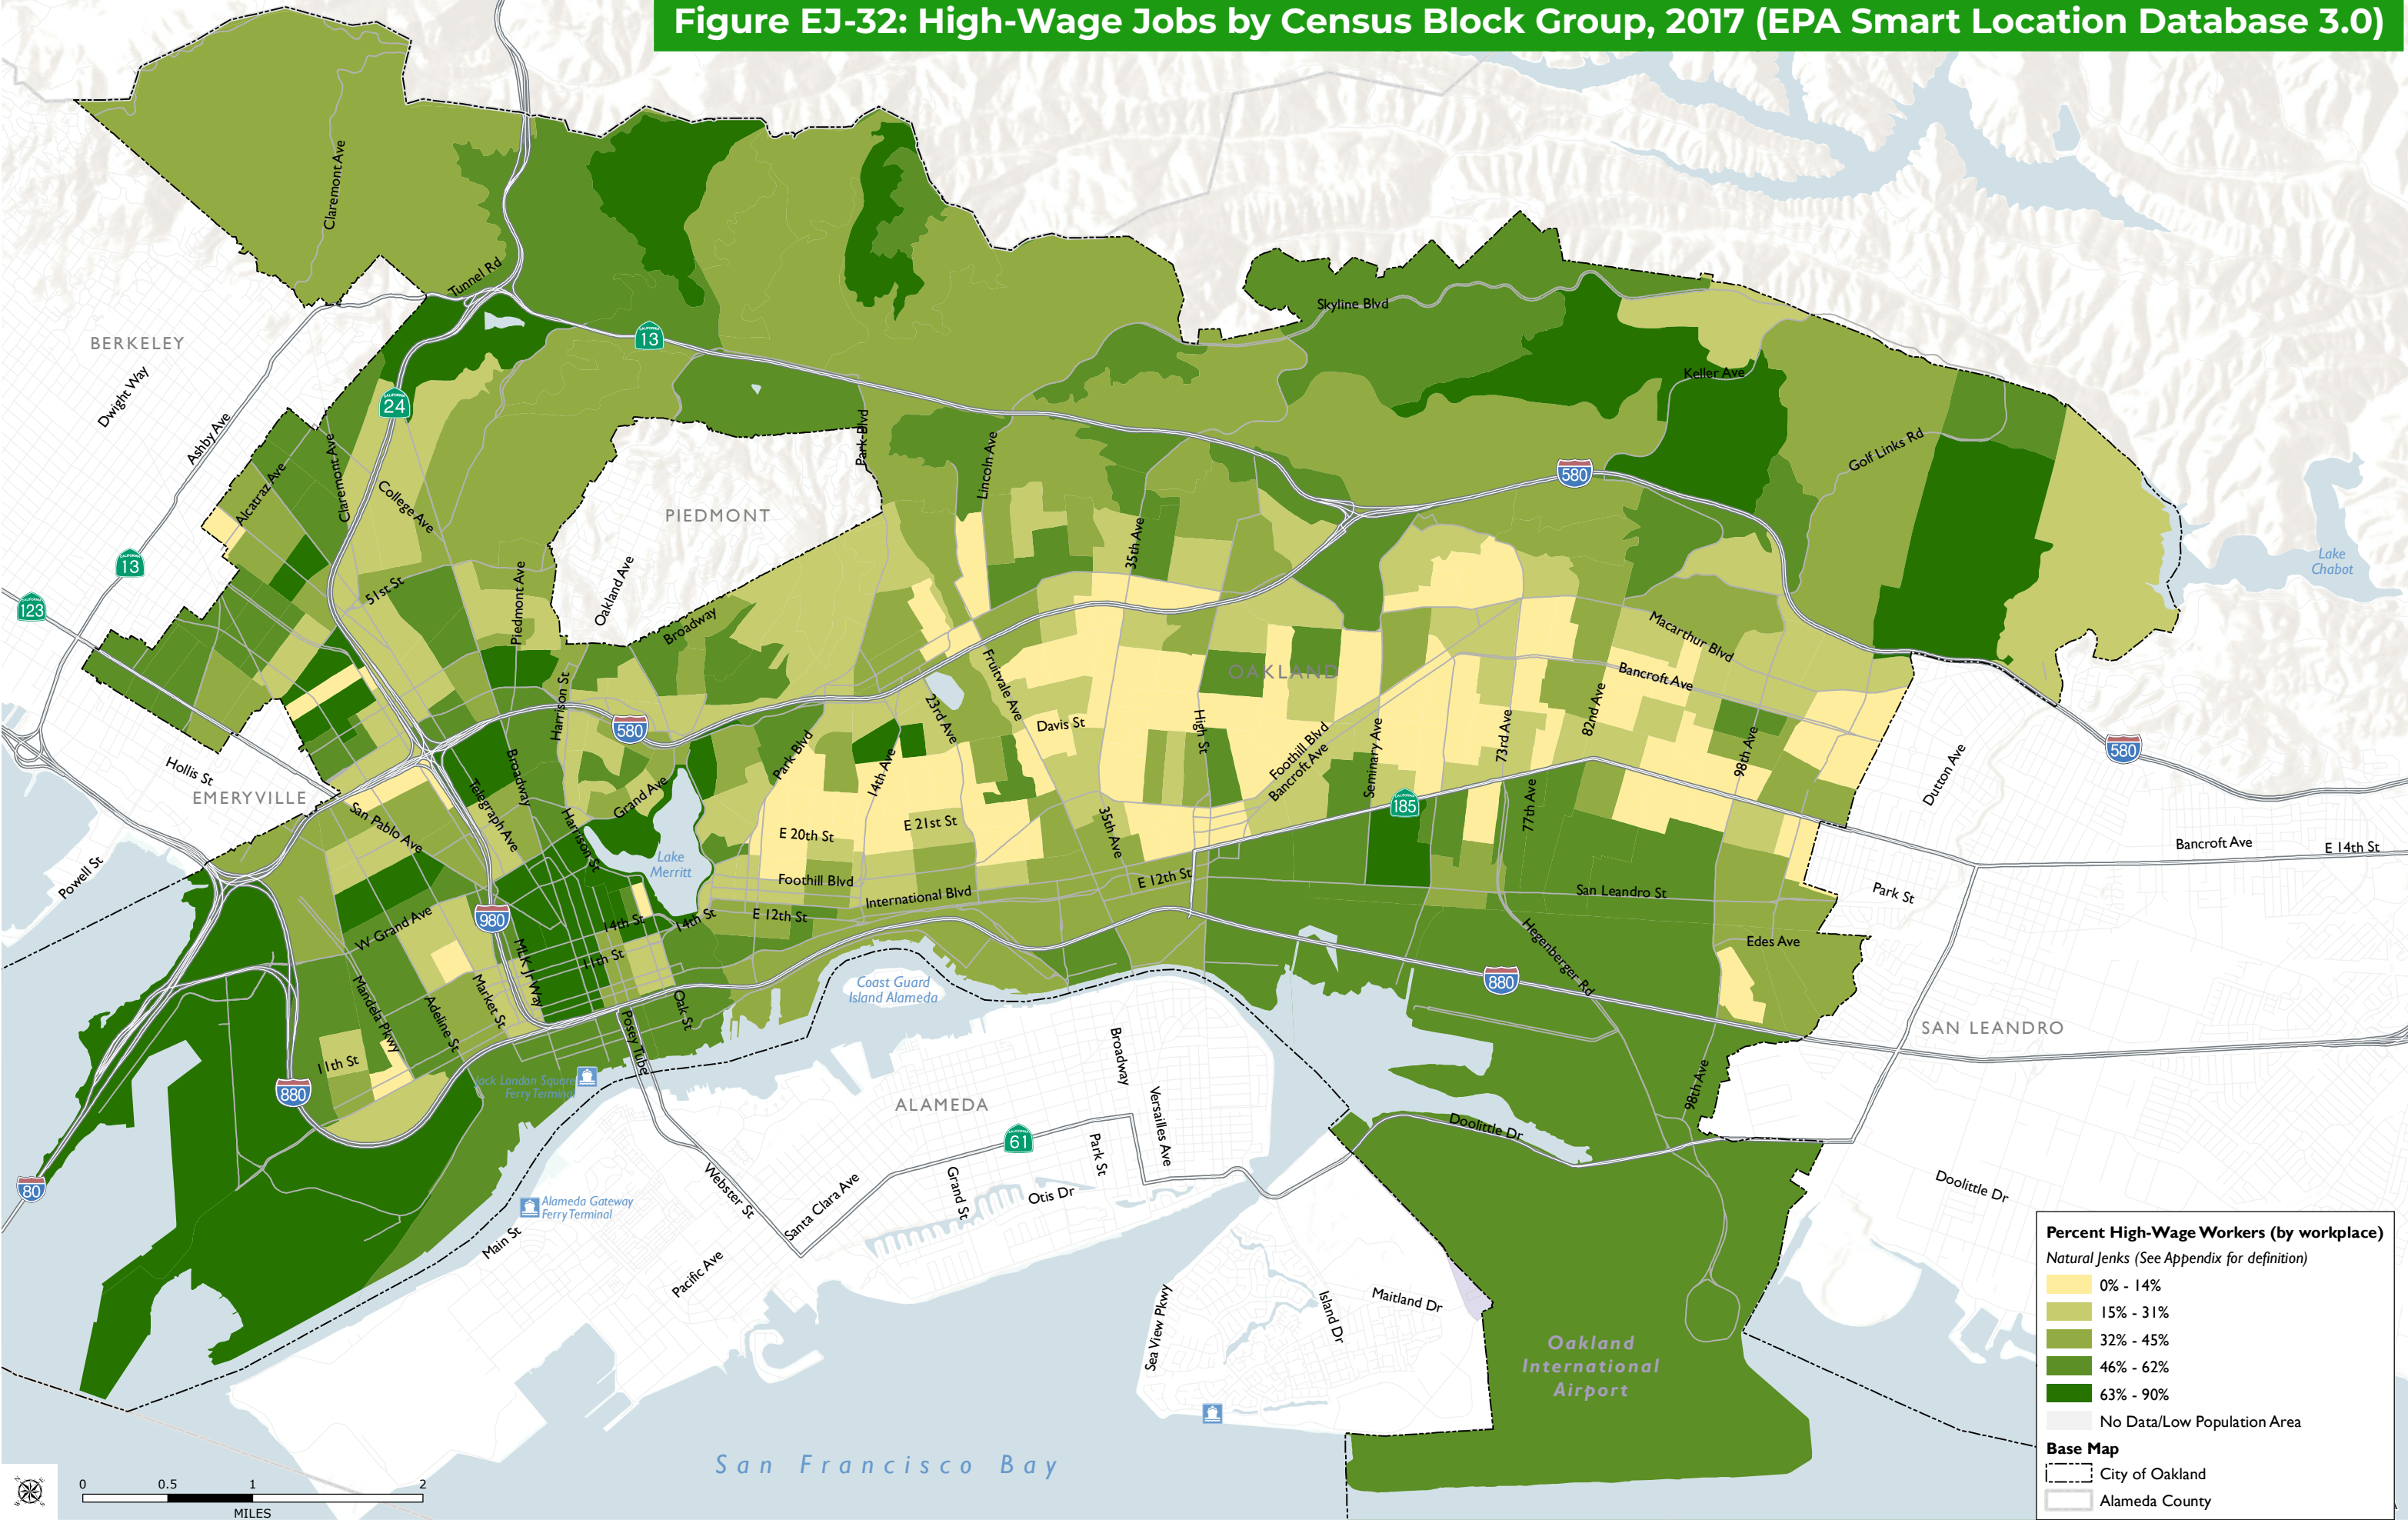 Figure EJ-32: High-Wage Jobs by Census Block Group, 2017 (EPA Smart Location Database 3.0)
Claremont Ave
Tunnel Rd
CALIFORNIA
13
Skyline Blvd
BERKELEY
Dwight Way
Ashby Ave
CALIFORNIA
24
Keller Ave
Claremont Ave
Alcatraz Ave
College Ave
Park Blvd
Lincoln Ave
580
Golf Links Rd
PIEDMONT
35th Ave
CALIFORNIA
13
Lake
Chabot
CALIFORNIA
123
51st St
Piedmont Ave
Oakland Ave
Broadway
Macarthur Blvd
Fruitvale Ave
OAKLAND
Bancroft Ave
Harrison St
580
23rd Ave
Davis St
High St
Foothill Blvd
Bancroft Ave
Seminary Ave
73rd Ave
82nd Ave
98th Ave
580
Hollis St
EMERYVILLE
Park Blvd
14th Ave
Dutton Ave
Broadway
Telegraph Ave
Grand Ave
Harrison St
San Pablo Ave
E 20th St
E 21st St
35th Ave
CALIFORNIA
185
77th Ave
Bancroft Ave
E 14th St
Powell St
Lake
Merritt
Foothill Blvd
International Blvd
E 12th St
San Leandro St
Park St
W Grand Ave
980
14th St
14th St
E 12th St
MLK Jr Way
11th St
Edes Ave
Hegenberger Rd
880
Mandela Pkwy
Adeline St
Market St
Oak St
Coast Guard
Island Alameda
SAN LEANDRO
11th St
880
Posey Tube
Jack London Square
Ferry Terminal
Broadway
Versailles Ave
98th Ave
ALAMEDA
CALIFORNIA
61
Doolittle Dr
80
Alameda Gateway
Ferry Terminal
Main St
Webster St
Santa Clara Ave
Grand St
Park St
Otis Dr
Doolittle Dr
Pacific Ave
Sea View Pkwy
Island Dr
Maitland Dr
Oakland
International
Airport
San Francisco Bay
Percent High-Wage Workers (by workplace)
Natural Jenks (See Appendix for definition)
0% - 14%
15% - 31%
32% - 45%
46% - 62%
63% - 90%
No Data/Low Population Area
Base Map
City of Oakland
Alameda County
0 0.5 1 2
MILES